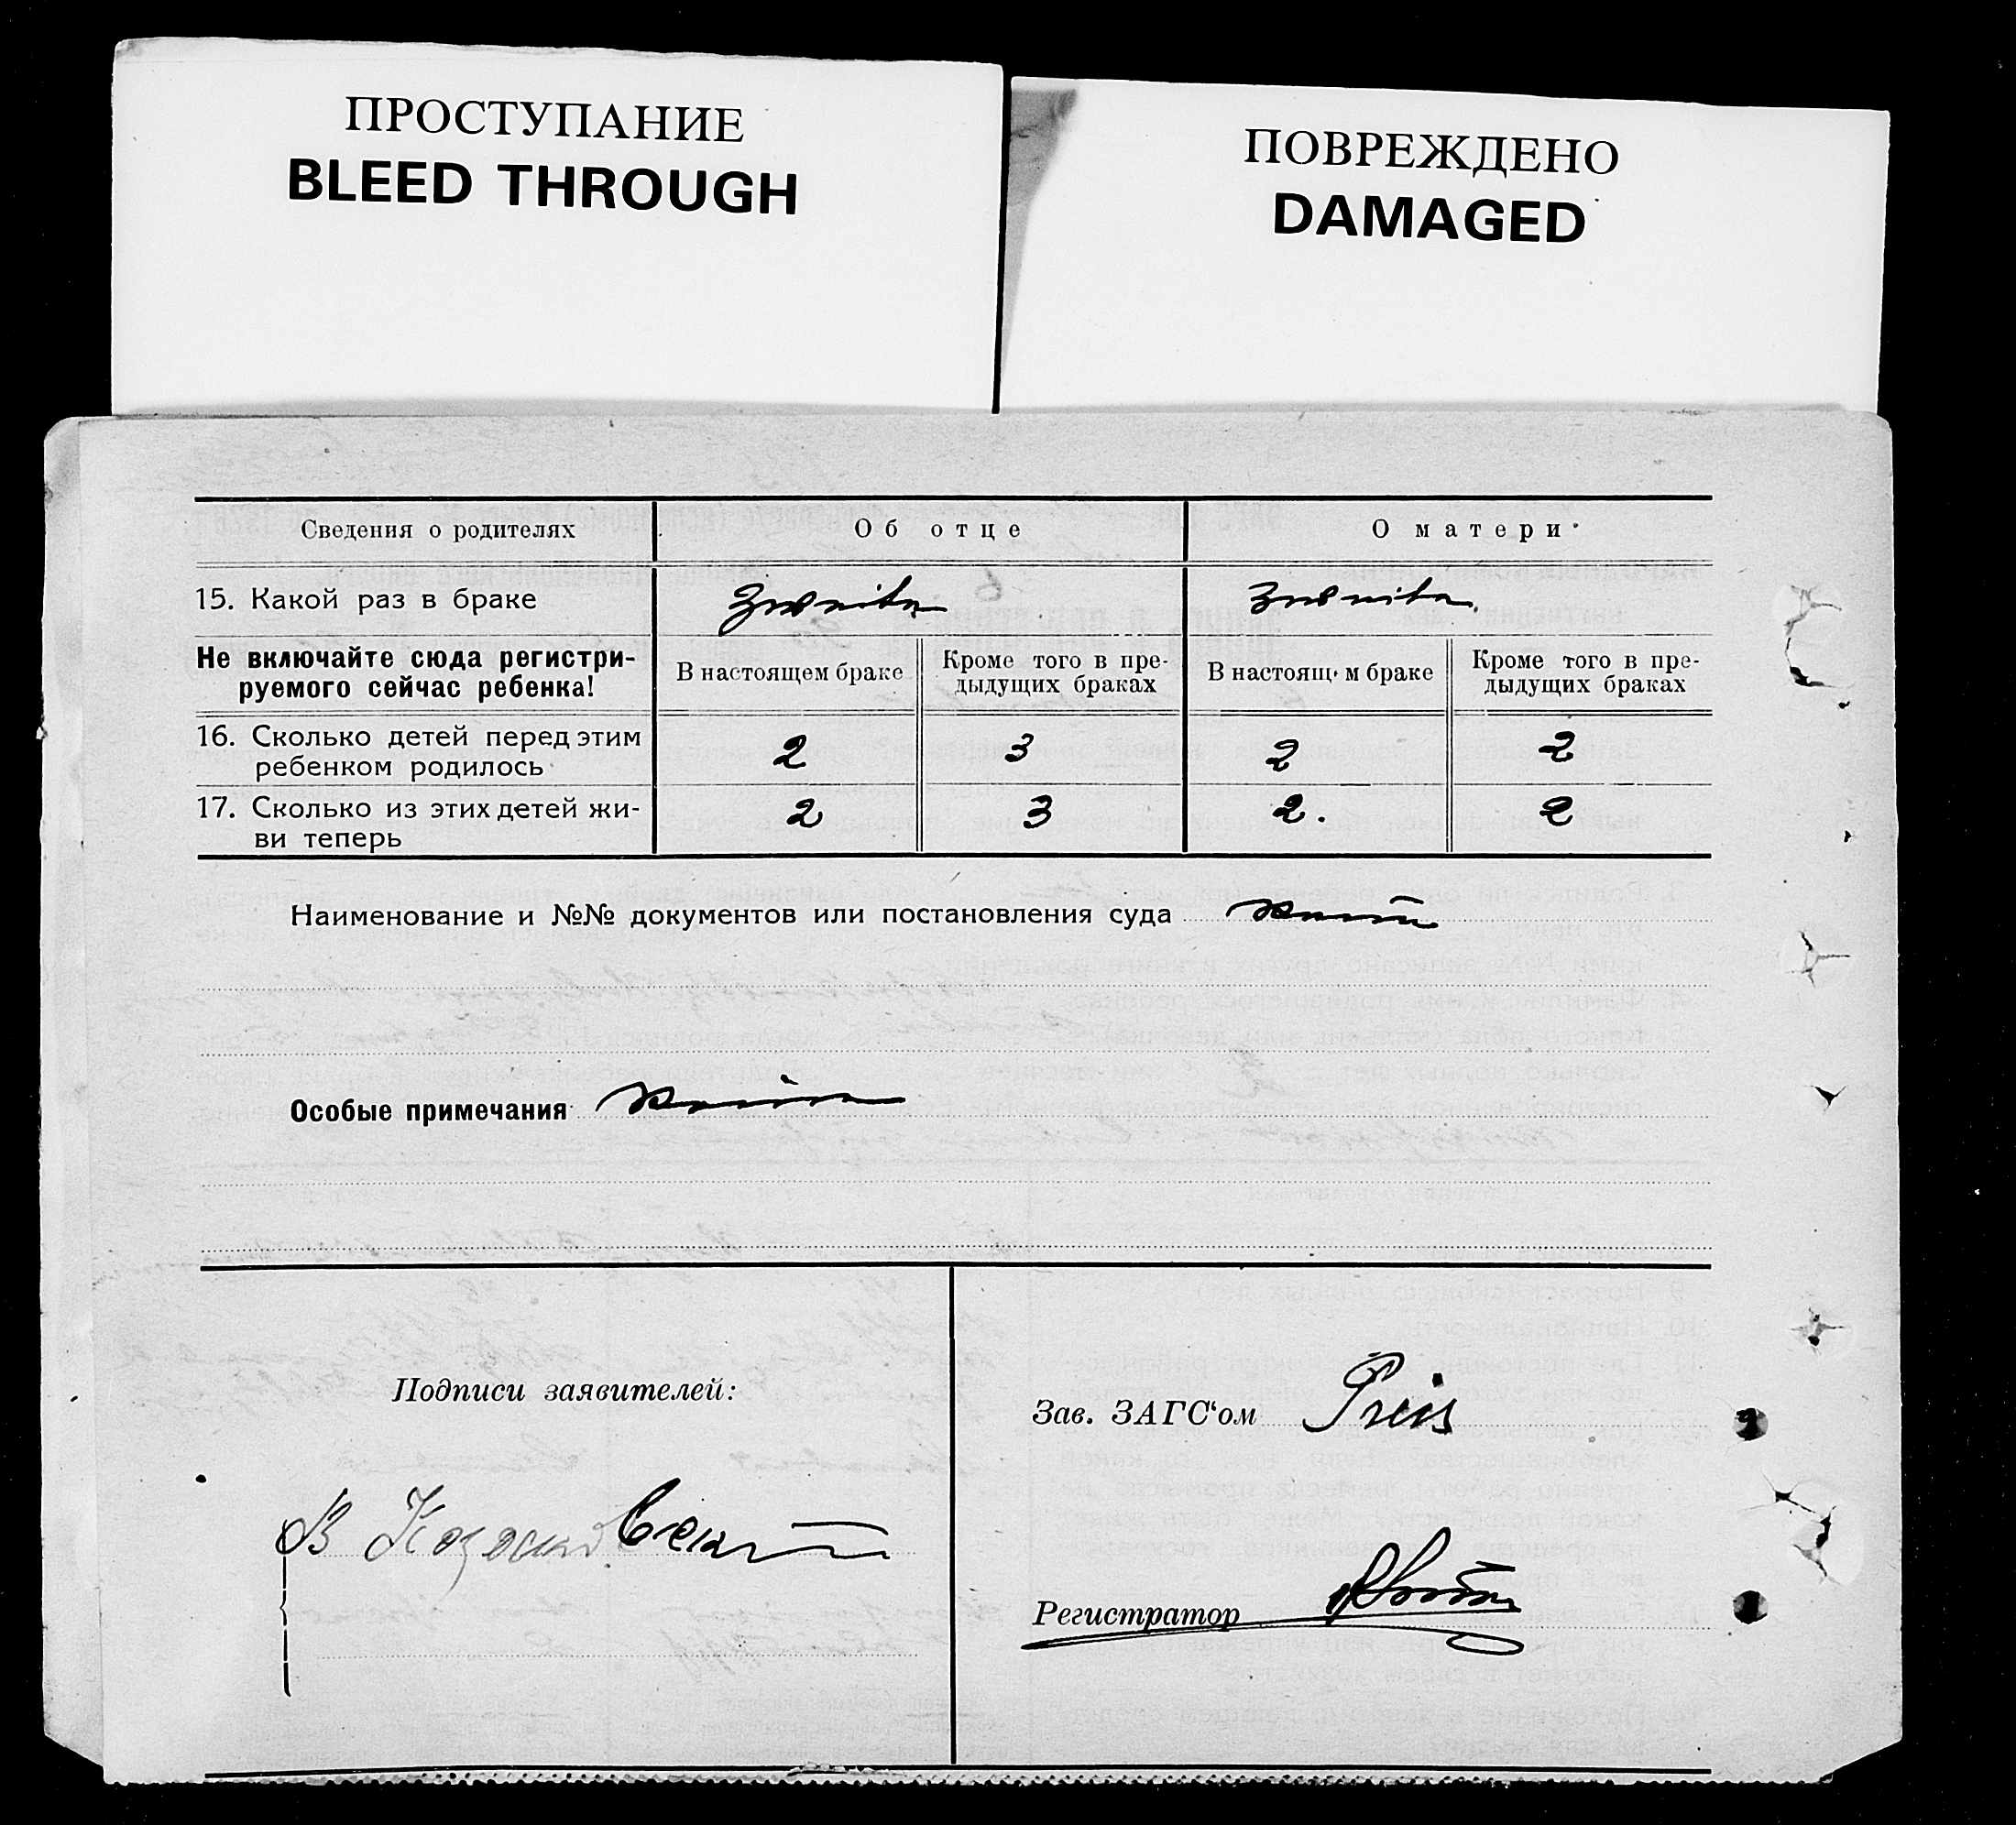 ПРОСТУПАНИЕ
BLEED THROUGH
ПОВРЕЖДЕНО
DAMAGED
Сведения о родителях
Об отце
О матери
15. Какой раз в браке
Zweite
Zweite
Не включайте сюда регистри-
руемого сейчас ребенка!
В настоящем браке
Кроме того в пре-
дыдущих браках
В настоящ м браке
Кроме того в пре-
дыдущих браках
16. Сколько детей перед этим
ребенком родилось
2
3
2
2
17. Сколько из этих детей жи-
ви теперь
2
3
2.
2
Наименование и №№ документов или постановления суда
Особые примечания
Подписи заявителей:
Зав. ЗАГС‘ом
В
Регистратор